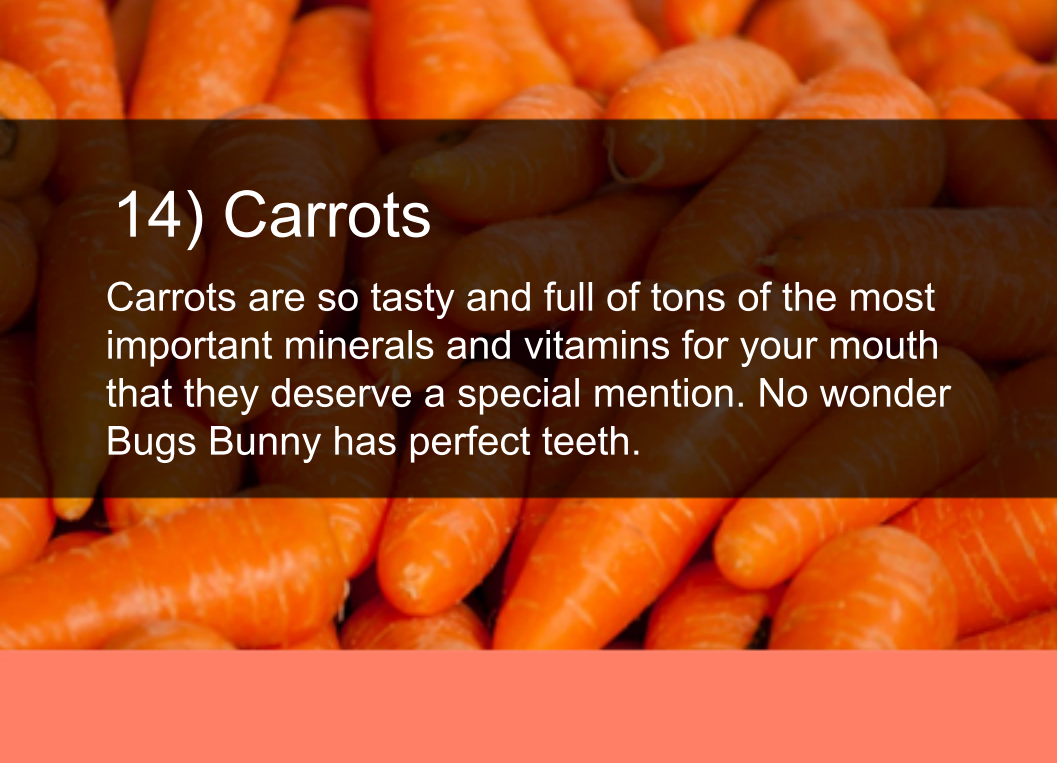 14) Carrots
Carrots are so tasty and full of tons of the most
important minerals and vitamins for your mouth
that they deserve a special mention. No wonder
Bugs Bunny has perfect teeth.